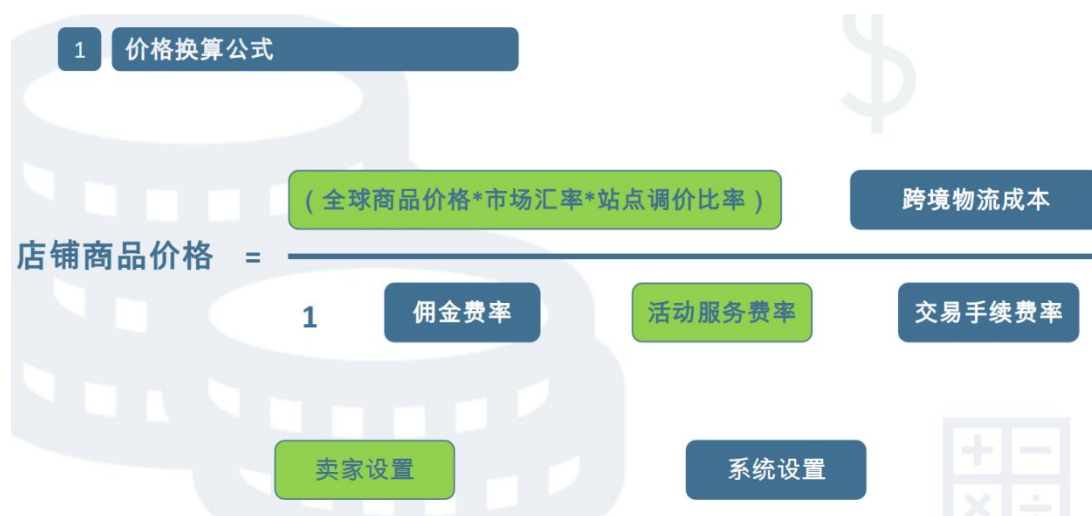 1 价格换算公式
(全球商品价格*市场汇率*站点调价比率) 跨境物流成本
店铺商品价格 =
1 佣金费率 活动服务费率 交易手续费率
卖家设置 系统设置